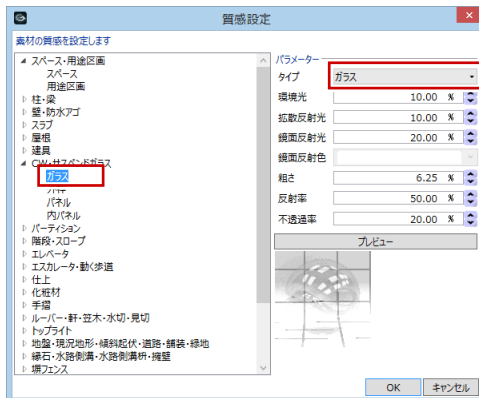 質感設定
素材の質感を設定します
スペース・用途区画
スペース
用途区画
柱・梁
壁・防水アゴ
スラブ
屋根
建具
CW・サスペンドガラス
ガラス
パネル
内パネル
パーティション
階段・スロープ
エレベータ
エスカレータ・動く歩道
仕上
化粧材
手摺
ルーバー・軒・笠木・水切・見切
トップライト
地盤・現況地形・傾斜起伏・道路・舗装・緑地
縁石・水路側溝・水路側溝枡・擁壁
塀フェンス
パラメーター
タイプ ガラス
環境光 10.00 %
拡散反射光 10.00 %
鏡面反射光 20.00 %
鏡面反射色
粗さ 6.25 %
反射率 50.00 %
不透過率 20.00 %
プレビュー
OK キャンセル